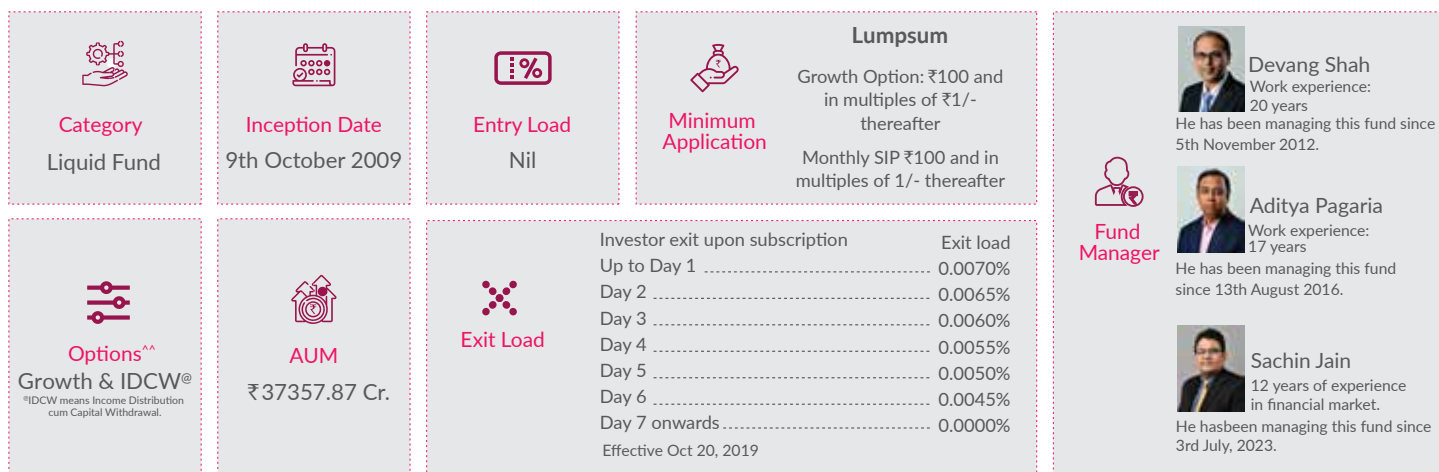 Category
Liquid Fund
Inception Date
9th October 2009
Entry Load
Nil
Minimum
Application
Lumpsum
Growth Option: ₹100 and
in multiples of ₹1/-
thereafter
Monthly SIP ₹100 and in
multiples of 1/- thereafter
Options^^
Growth & IDCW@
@IDCW means Income Distribution
cum Capital Withdrawal.
AUM
₹37357.87 Cr.
Exit Load
Investor exit upon subscription Exit load
Up to Day 1 0.0070%
Day 2 0.0065%
Day 3 0.0060%
Day 4 0.0055%
Day 5 0.0050%
Day 6 0.0045%
Day 7 onwards 0.0000%
Effective Oct 20, 2019
Fund
Manager
Devang Shah
Work experience:
20 years
He has been managing this fund since
5th November 2012.
Aditya Pagaria
Work experience:
17 years
He has been managing this fund
since 13th August 2016.
Sachin Jain
12 years of experience
in financial market.
He hasbeen managing this fund since
3rd July, 2023.